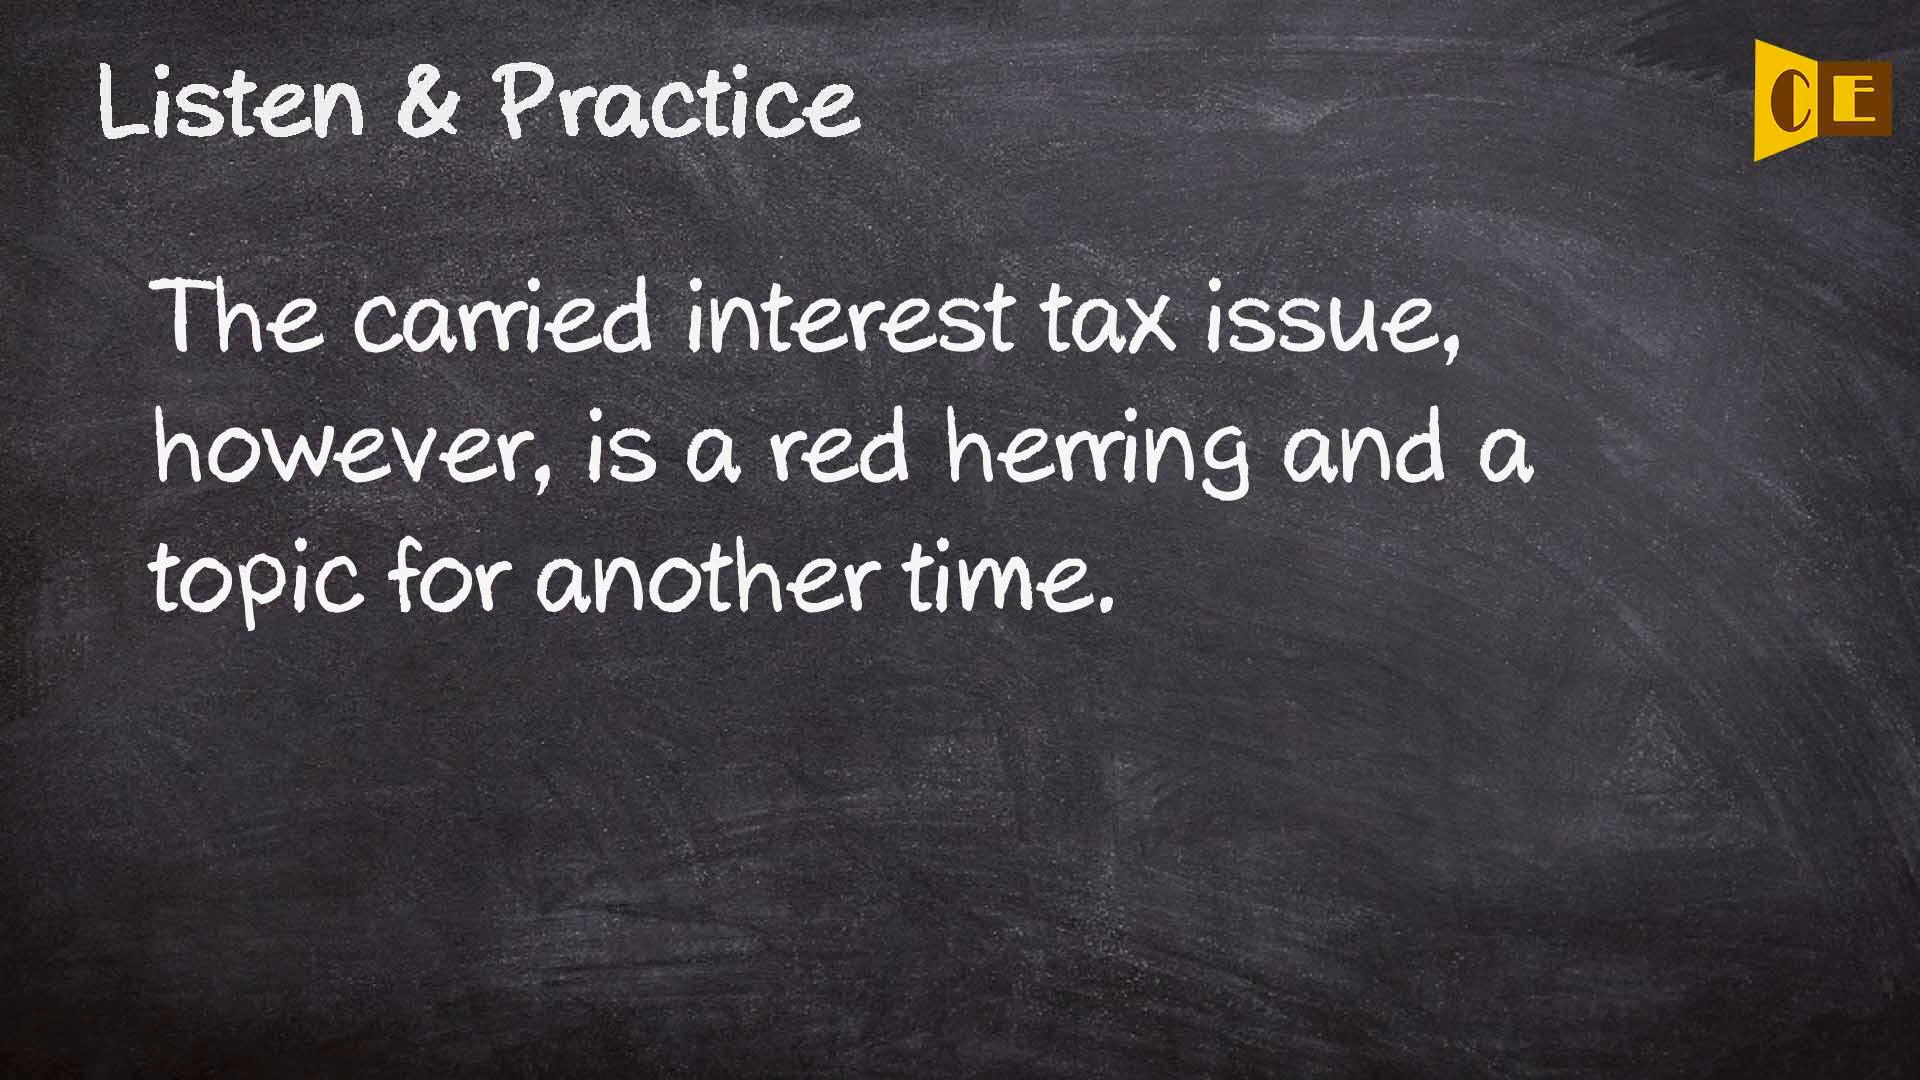 Listen & Practice
CE
The carried interest tax issue,
however, is a red herring and a
topic for another time.